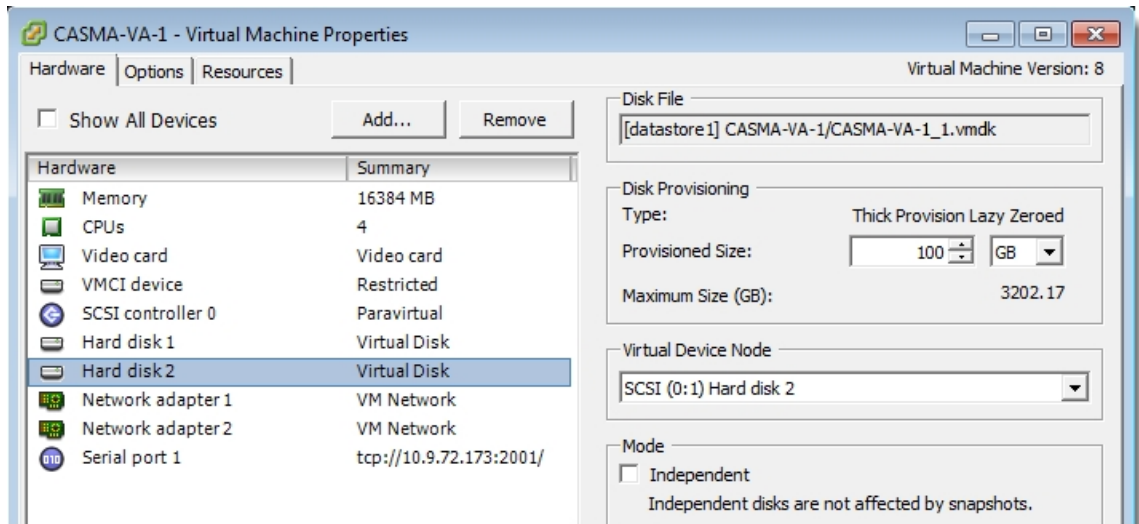 CASMA-VA-1 - Virtual Machine Properties
Hardware Options Resources
Virtual Machine Version: 8
Show All Devices
Add...
Remove
Hardware Summary
Memory 16384 MB
CPUs 4
Video card Video card
VMCI device Restricted
SCSI controller 0 Paravirtual
Hard disk 1 Virtual Disk
Hard disk 2 Virtual Disk
Network adapter 1 VM Network
Network adapter 2 VM Network
Serial port 1 tcp://10.9.72.173:2001/
Disk File
[datastore1] CASMA-VA-1/CASMA-VA-1_1.vmdk
Disk Provisioning
Type: Thick Provision Lazy Zeroed
Provisioned Size: 100 GB
Maximum Size (GB): 3202.17
Virtual Device Node
SCSI (0:1) Hard disk 2
Mode
Independent
Independent disks are not affected by snapshots.